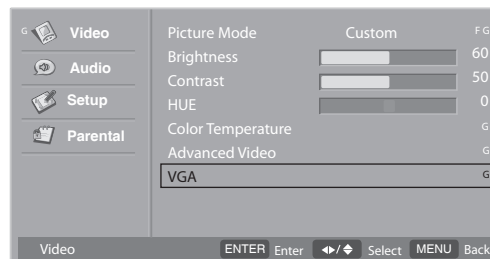 G Video
Audio
Setup
Parental
Picture Mode Custom F G
Brightness 60
Contrast 50
HUE 0
Color Temperature G
Advanced Video G
VGA G
Video ENTER Enter / Select MENU Back